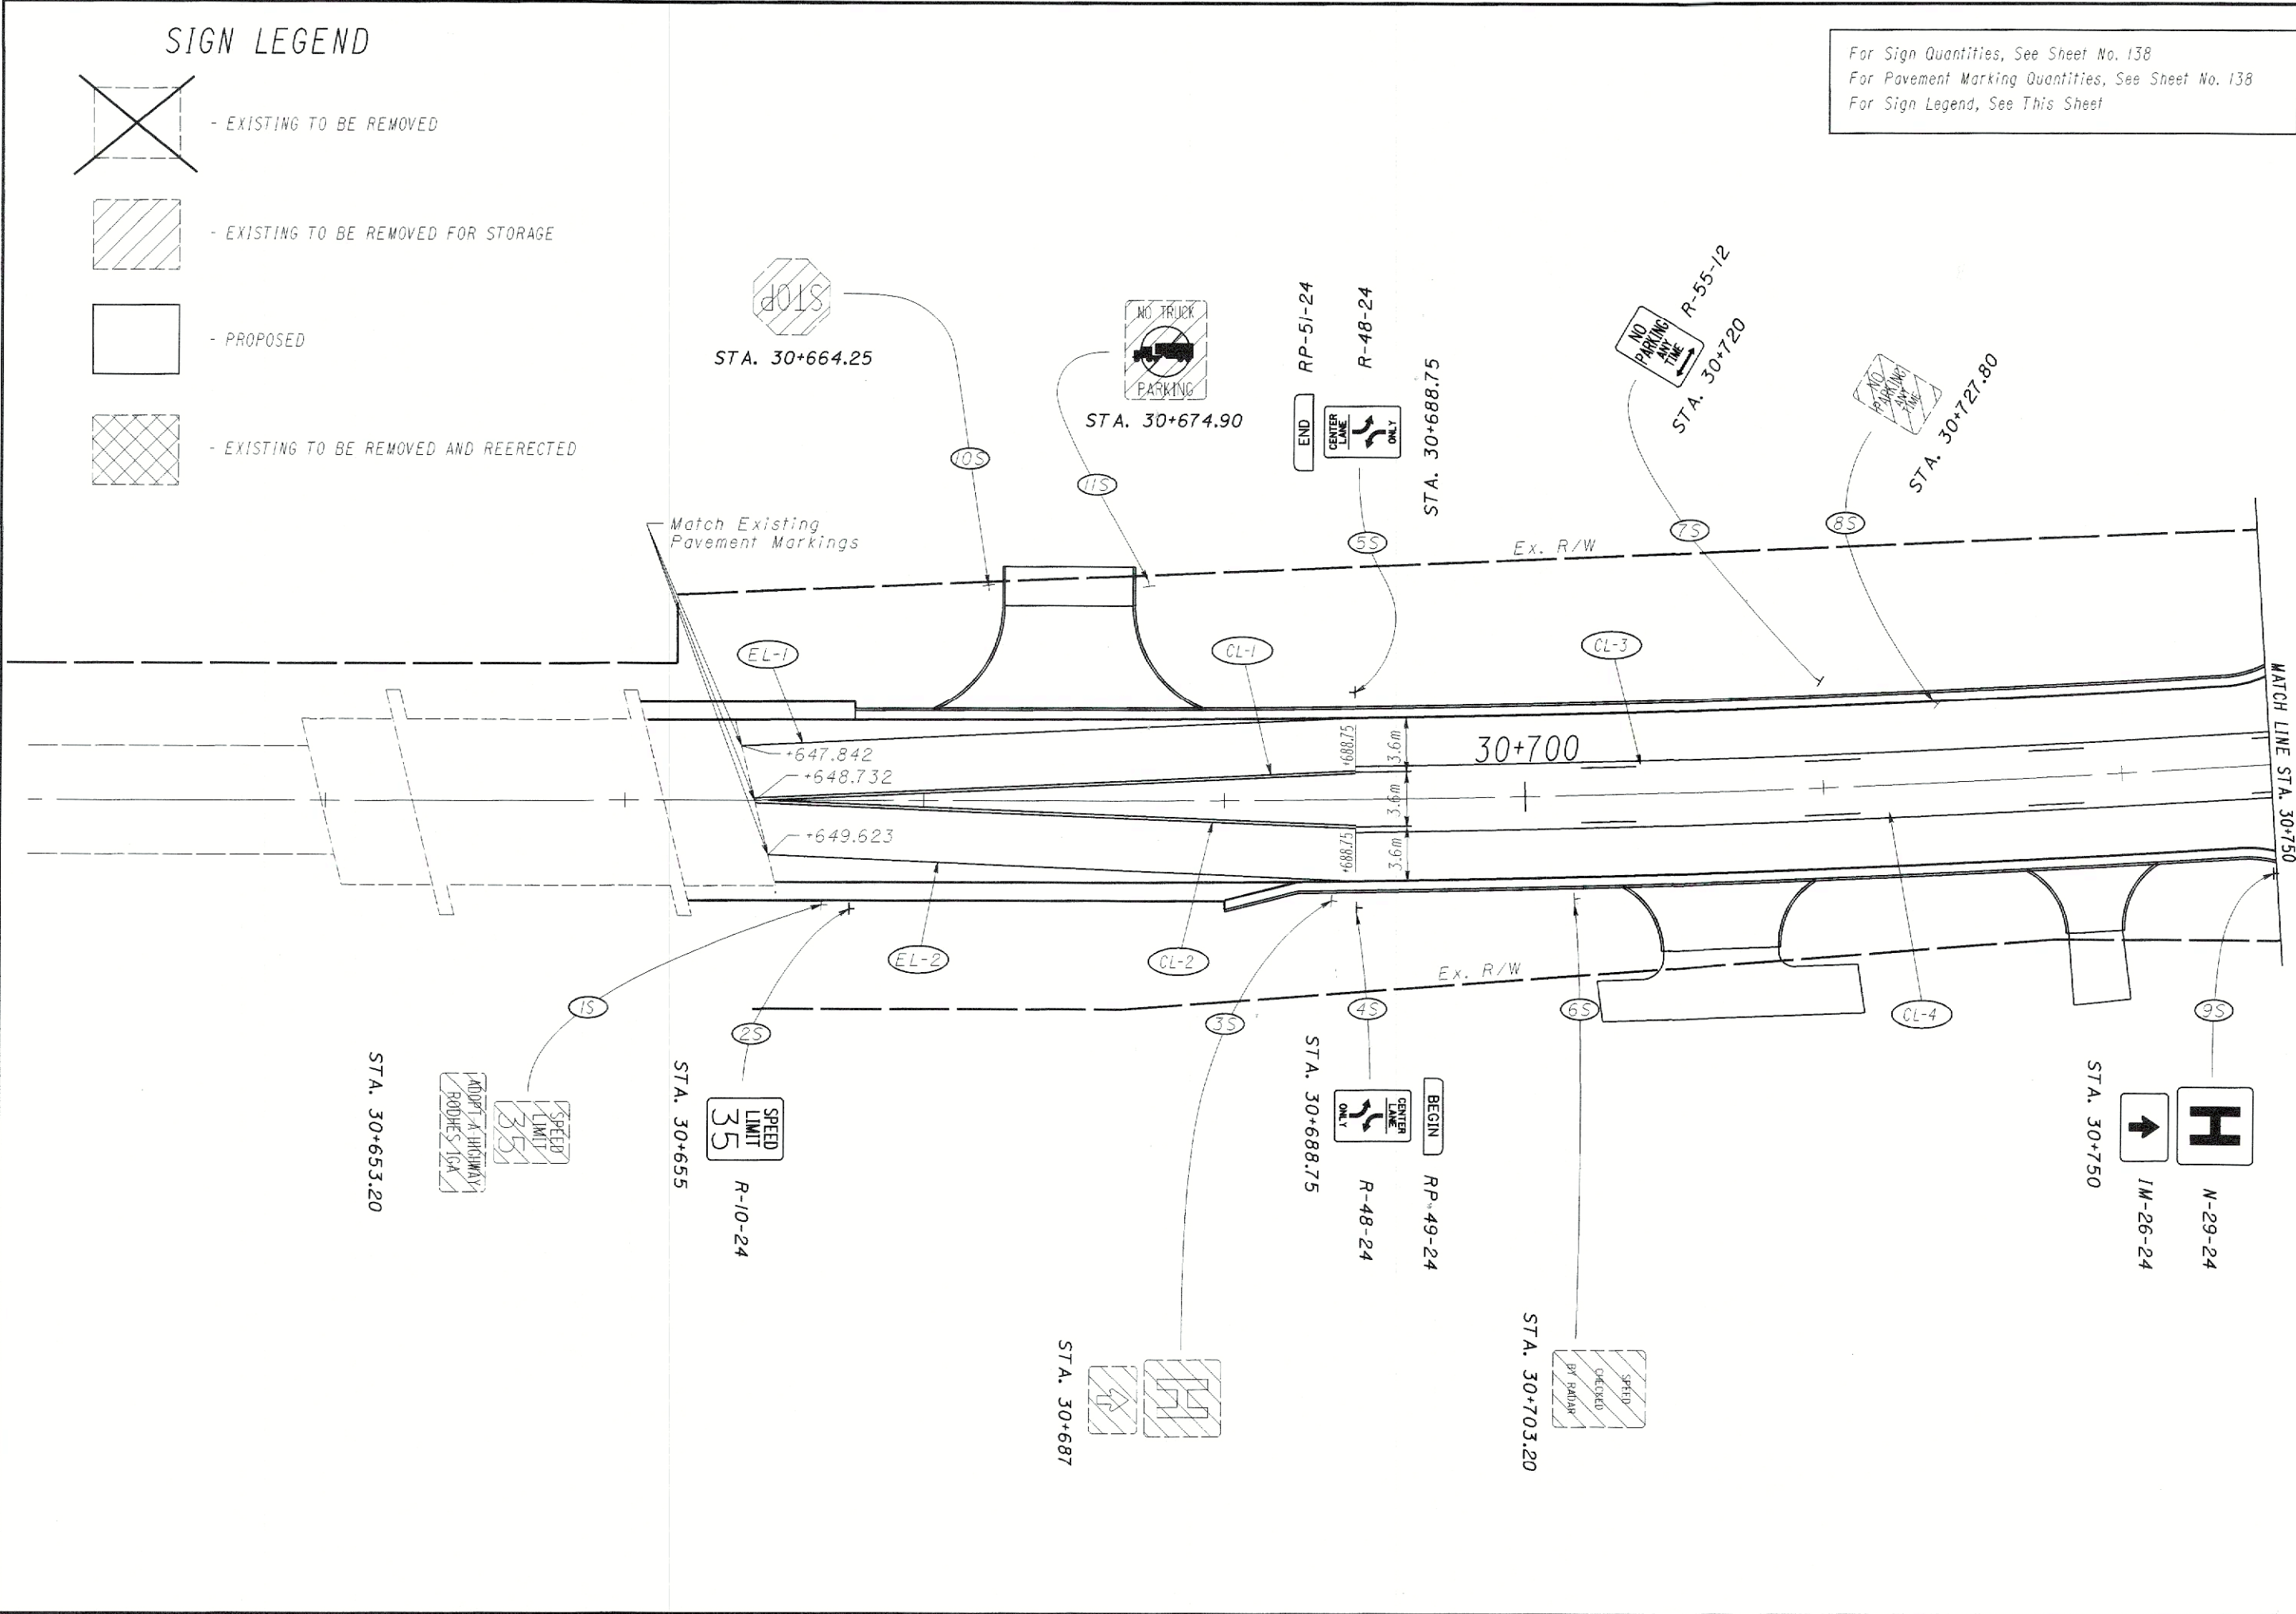 SIGN LEGEND
- EXISTING TO BE REMOVED
- EXISTING TO BE REMOVED FOR STORAGE
- PROPOSED
- EXISTING TO BE REMOVED AND REERECTED
For Sign Quantities, See Sheet No. 138
For Pavement Marking Quantities, See Sheet No. 138
For Sign Legend, See This Sheet
STOP
STA. 30+664.25
10S
NO TRUCK
PARKING
STA. 30+674.90
11S
END
RP-51-24
CENTER
LANE
ONLY
R-48-24
STA. 30+688.75
5S
NO
PARKING
ANY
TIME
R-55-12
STA. 30+720
7S
NO
PARKING
ANY
TIME
STA. 30+727.80
8S
Match Existing
Pavement Markings
Ex. R/W
EL-1
CL-1
CL-3
+647.842
+648.732
+649.623
+688.75
3.6m
3.6m
+688.75
3.6m
30+700
MATCH LINE STA. 30+750
EL-2
CL-2
Ex. R/W
CL-4
1S
STA. 30+653.20
ADOPT A HIGHWAY
RODHES IGA
SPEED
LIMIT
35
2S
STA. 30+655
SPEED
LIMIT
35
R-10-24
3S
STA. 30+687
H
4S
STA. 30+688.75
CENTER
LANE
ONLY
R-48-24
BEGIN
RP-49-24
6S
STA. 30+703.20
SPEED
CHECKED
BY RADAR
9S
STA. 30+750
IM-26-24
H
N-29-24